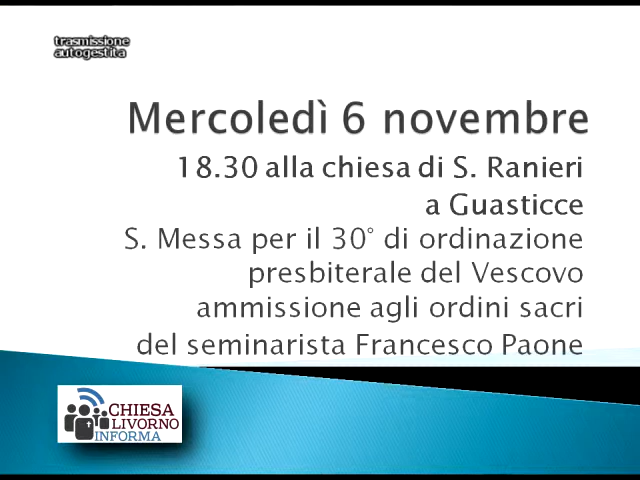 trasmissione
autogestita
Mercoledì 6 novembre
18.30 alla chiesa di S. Ranieri
a Guasticce
S. Messa per il 30° di ordinazione
presbiterale del Vescovo
ammissione agli ordini sacri
del seminarista Francesco Paone
CHIESA
LIVORNO
INFORMA